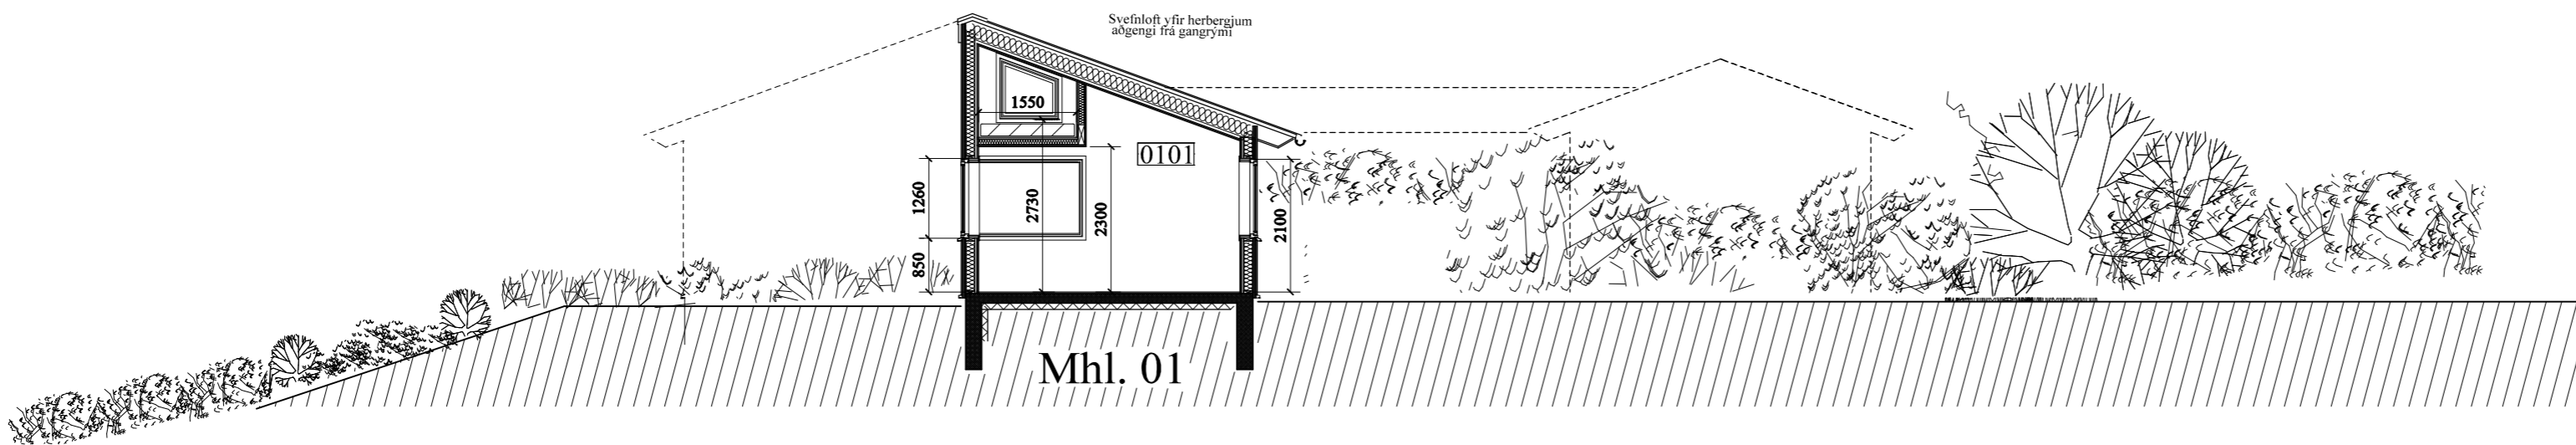 Svefnloft yfir herbergjum
aðgengi frá gangrými
1550
0101
1260
2730
2300
2100
850
Mhl. 01